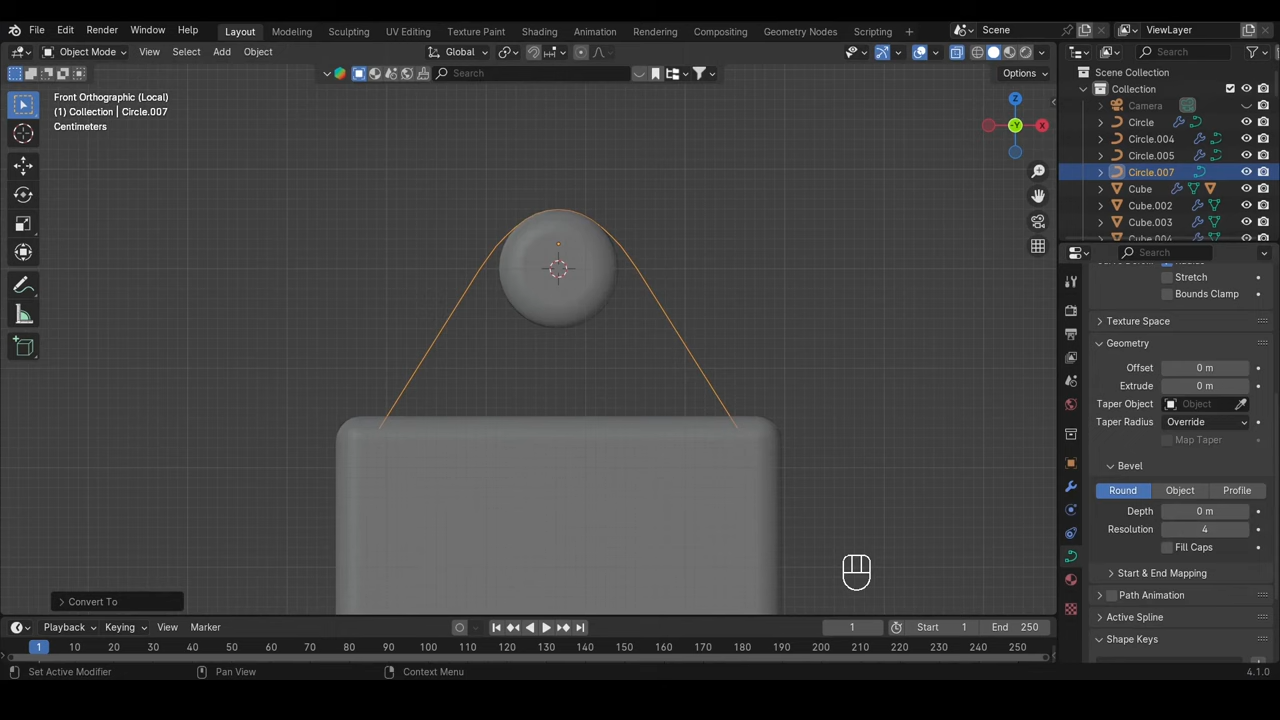 File Edit Render Window Help Layout Modeling Sculpting UV Editing Texture Paint Shading Animation Rendering Compositing Geometry Nodes Scripting Scene ViewLayer
Object Mode View Select Add Object Global Search
Search Options
Front Orthographic (Local)
(1) Collection | Circle.007
Centimeters
Z
-Y X
Scene Collection
Collection
Camera
Circle
Circle.004
Circle.005
Circle.007
Cube
Cube.002
Cube.003
Cube.004
Search
Radius
Stretch
Bounds Clamp
Texture Space
Geometry
Offset 0 m
Extrude 0 m
Taper Object Object
Taper Radius Override
Map Taper
Bevel
Round Object Profile
Depth 0 m
Resolution 4
Fill Caps
Start & End Mapping
Path Animation
Active Spline
Shape Keys
Convert To
Playback Keying View Marker 1 Start 1 End 250
1 10 20 30 40 50 60 70 80 90 100 110 120 130 140 150 160 170 180 190 200 210 220 230 240 250
Set Active Modifier Pan View Context Menu 4.1.0